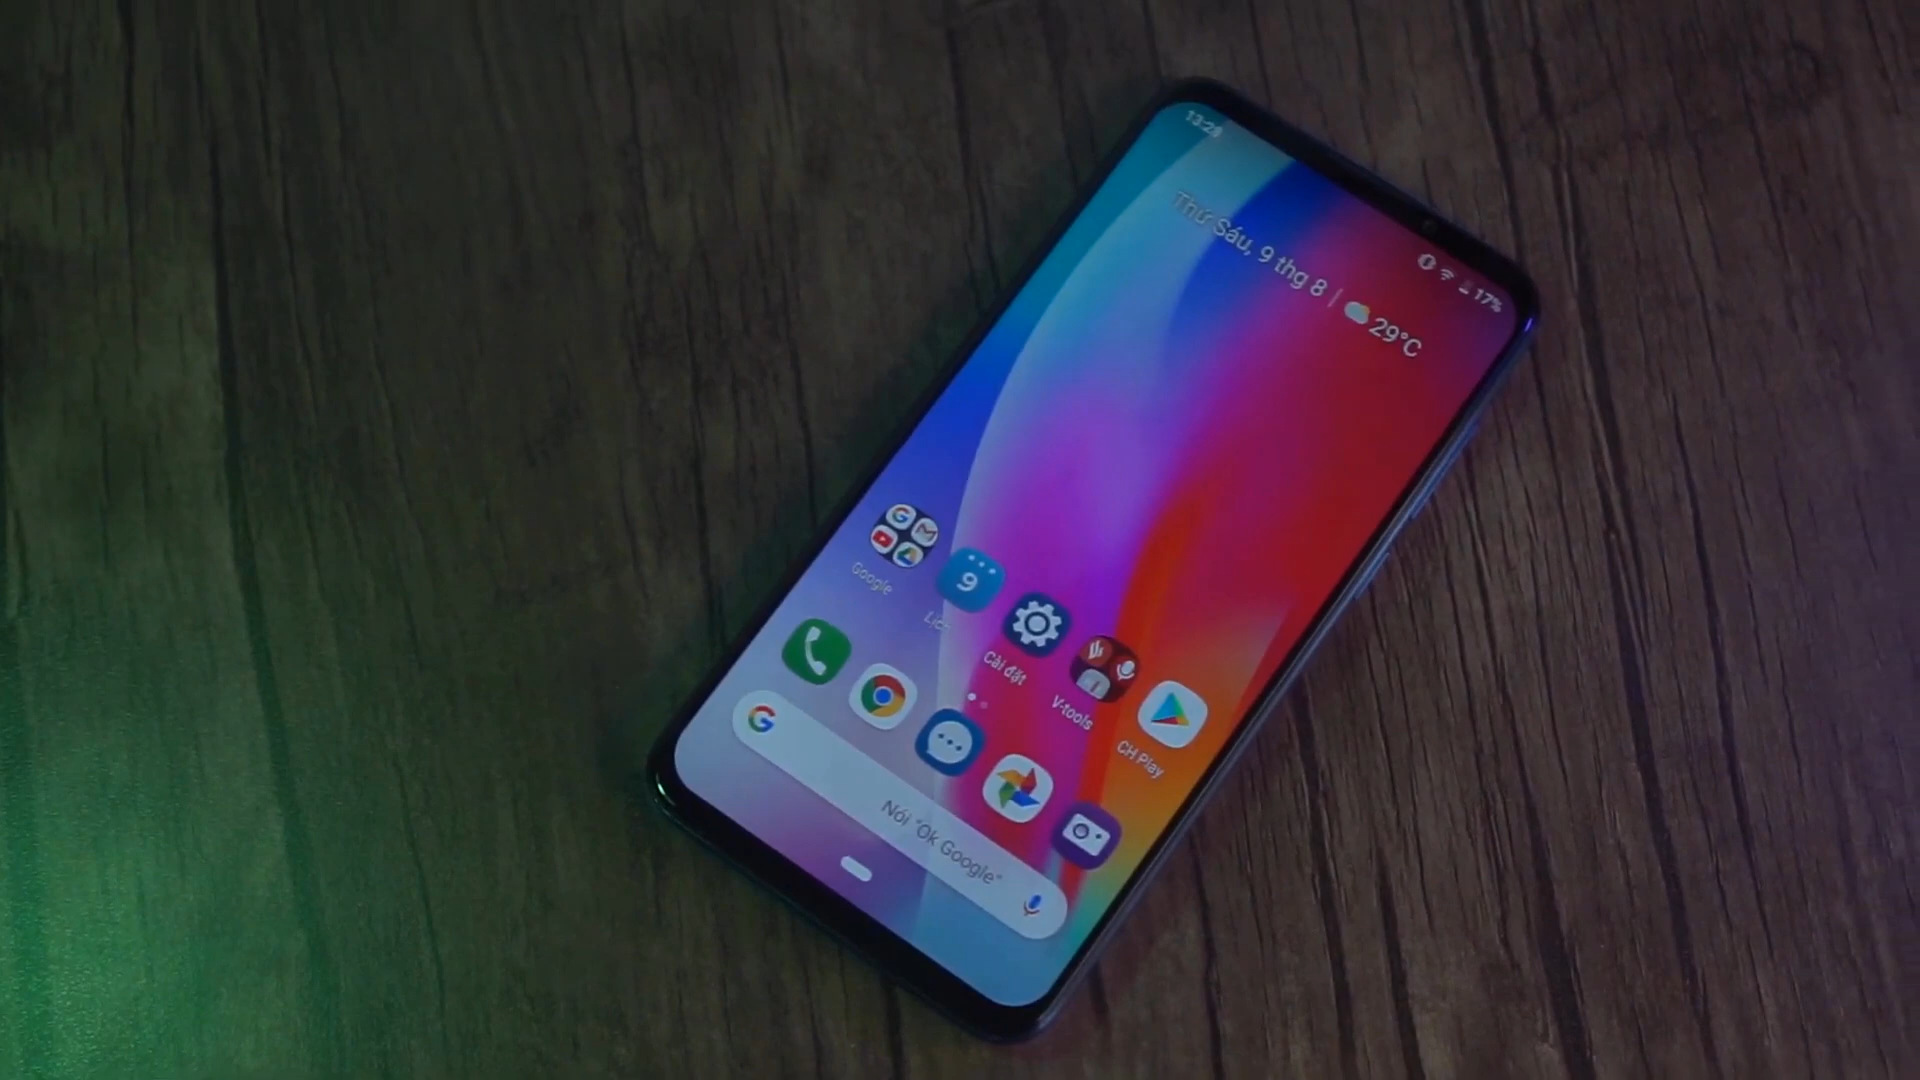 13:28
17%
Thứ Sáu, 9 thg 8 | 29°C
Google
9
Lịch
Cài đặt
V-tools
CH Play
Nói "Ok Google"